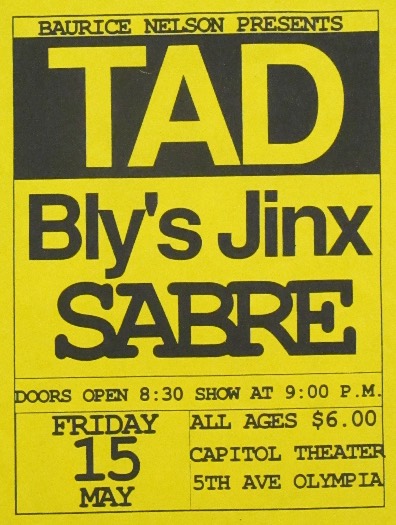 BAURICE NELSON PRESENTS
TAD
Bly's Jinx
SABRE
DOORS OPEN 8:30 SHOW AT 9:00 P.M.
FRIDAY
15
MAY
ALL AGES $6.00
CAPITOL THEATER
5TH AVE OLYMPIA